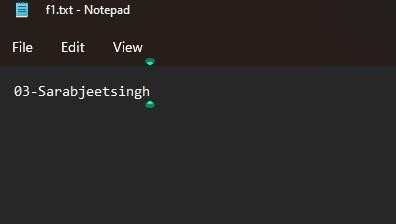 f1.txt - Notepad
File Edit View
03-Sarabjeetsingh